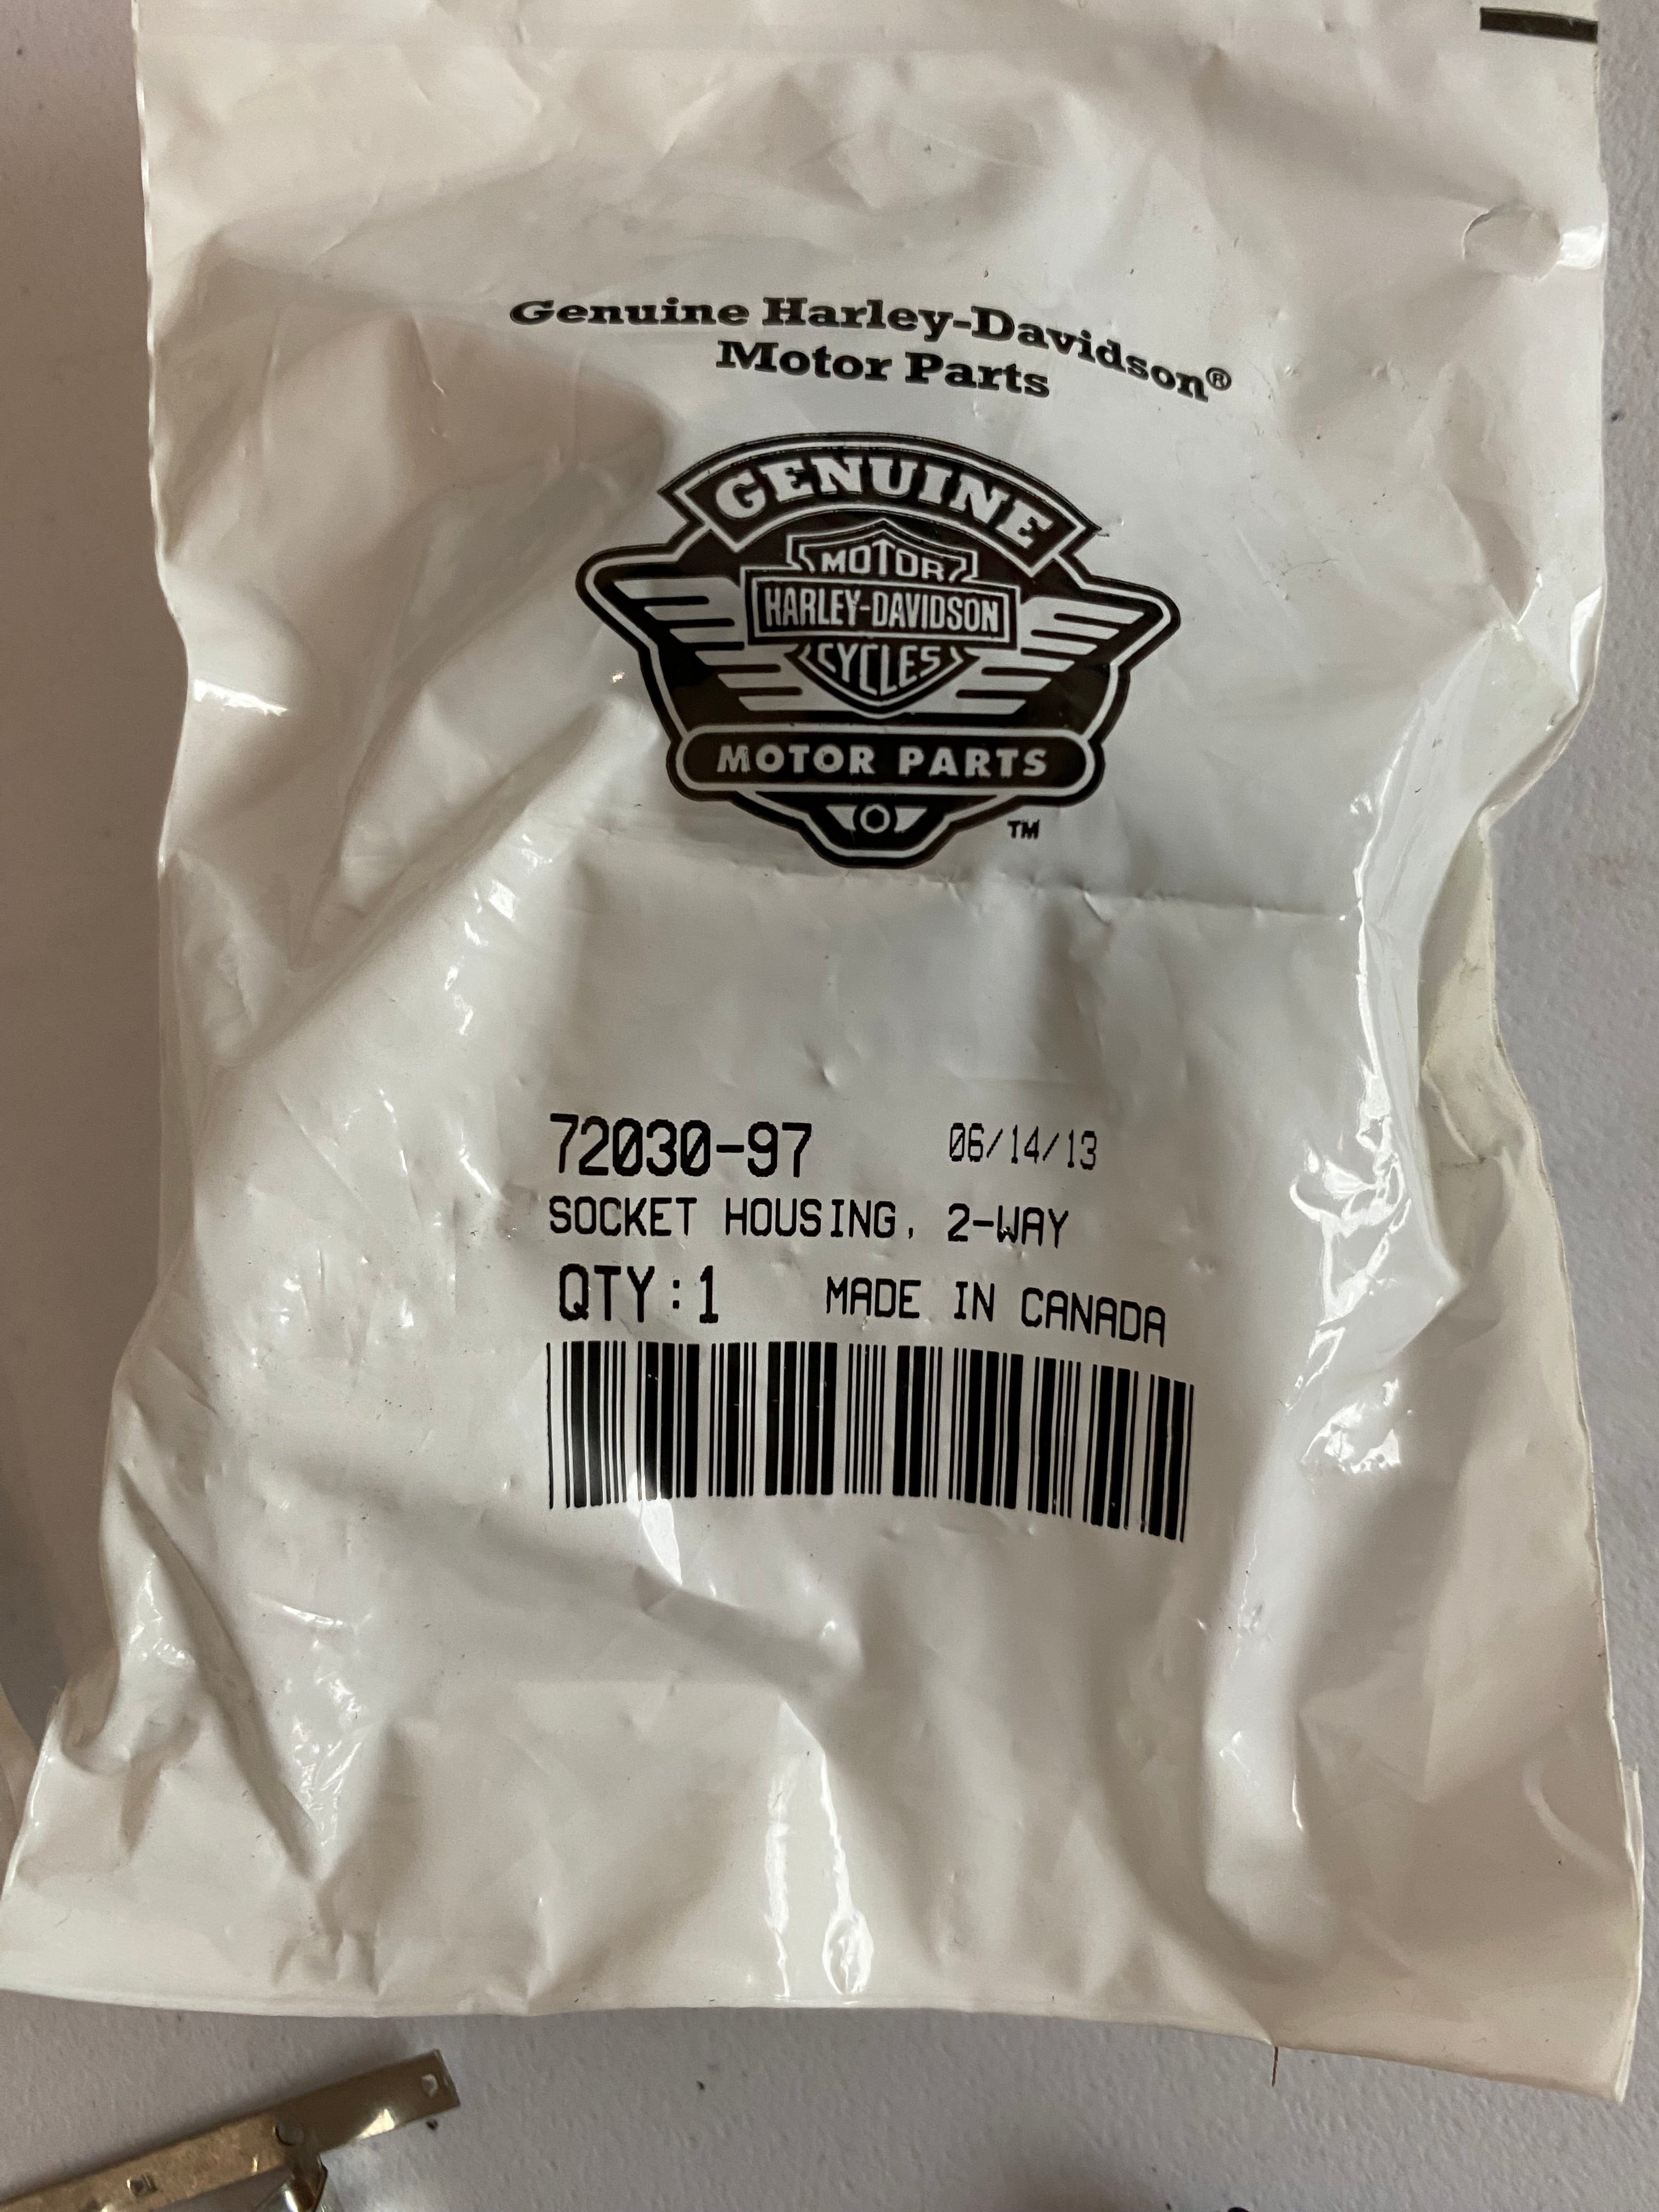 Genuine Harley-Davidson®
Motor Parts
GENUINE
MOTOR
HARLEY-DAVIDSON
CYCLES
MOTOR PARTS
TM
72030-97 06/14/13
SOCKET HOUSING, 2-WAY
QTY:1 MADE IN CANADA